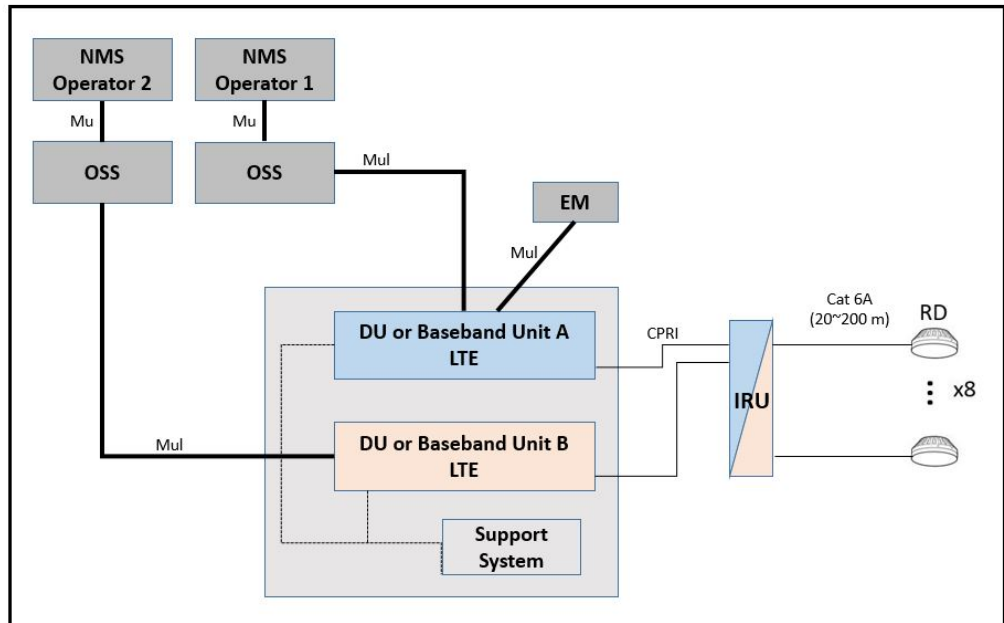 NMS
Operator 2
NMS
Operator 1
Mu
Mu
OSS
OSS
Mul
EM
Mul
Cat 6A
(20~200 m)
RD
DU or Baseband Unit A
LTE
CPRI
x8
IRU
DU or Baseband Unit B
LTE
Mul
Support
System